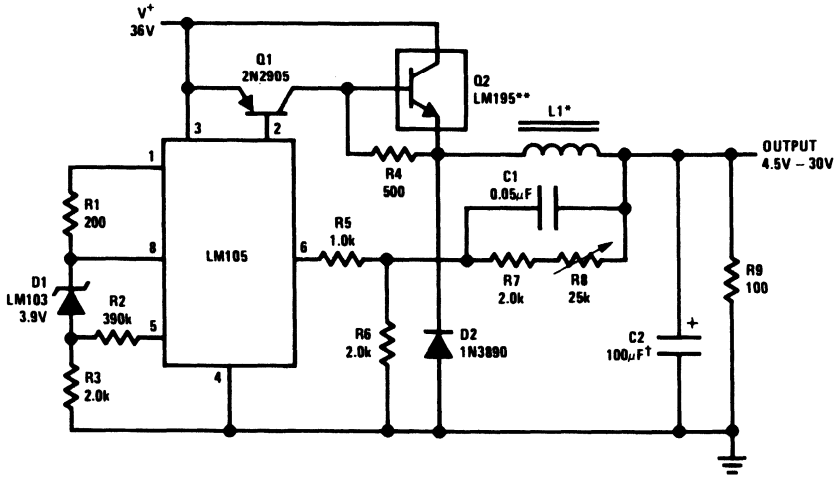 V+
36V
Q1
2N2905
Q2
LM195**
L1*
3
2
OUTPUT
4.5V – 30V
1
R4
500
C1
0.05μF
R1
200
R5
1.0k
8
LM105
6
R7
2.0k
R8
25k
R9
100
D1
LM103
3.9V
R2
390k
5
R6
2.0k
D2
1N3890
+
C2
100μF†
R3
2.0k
4